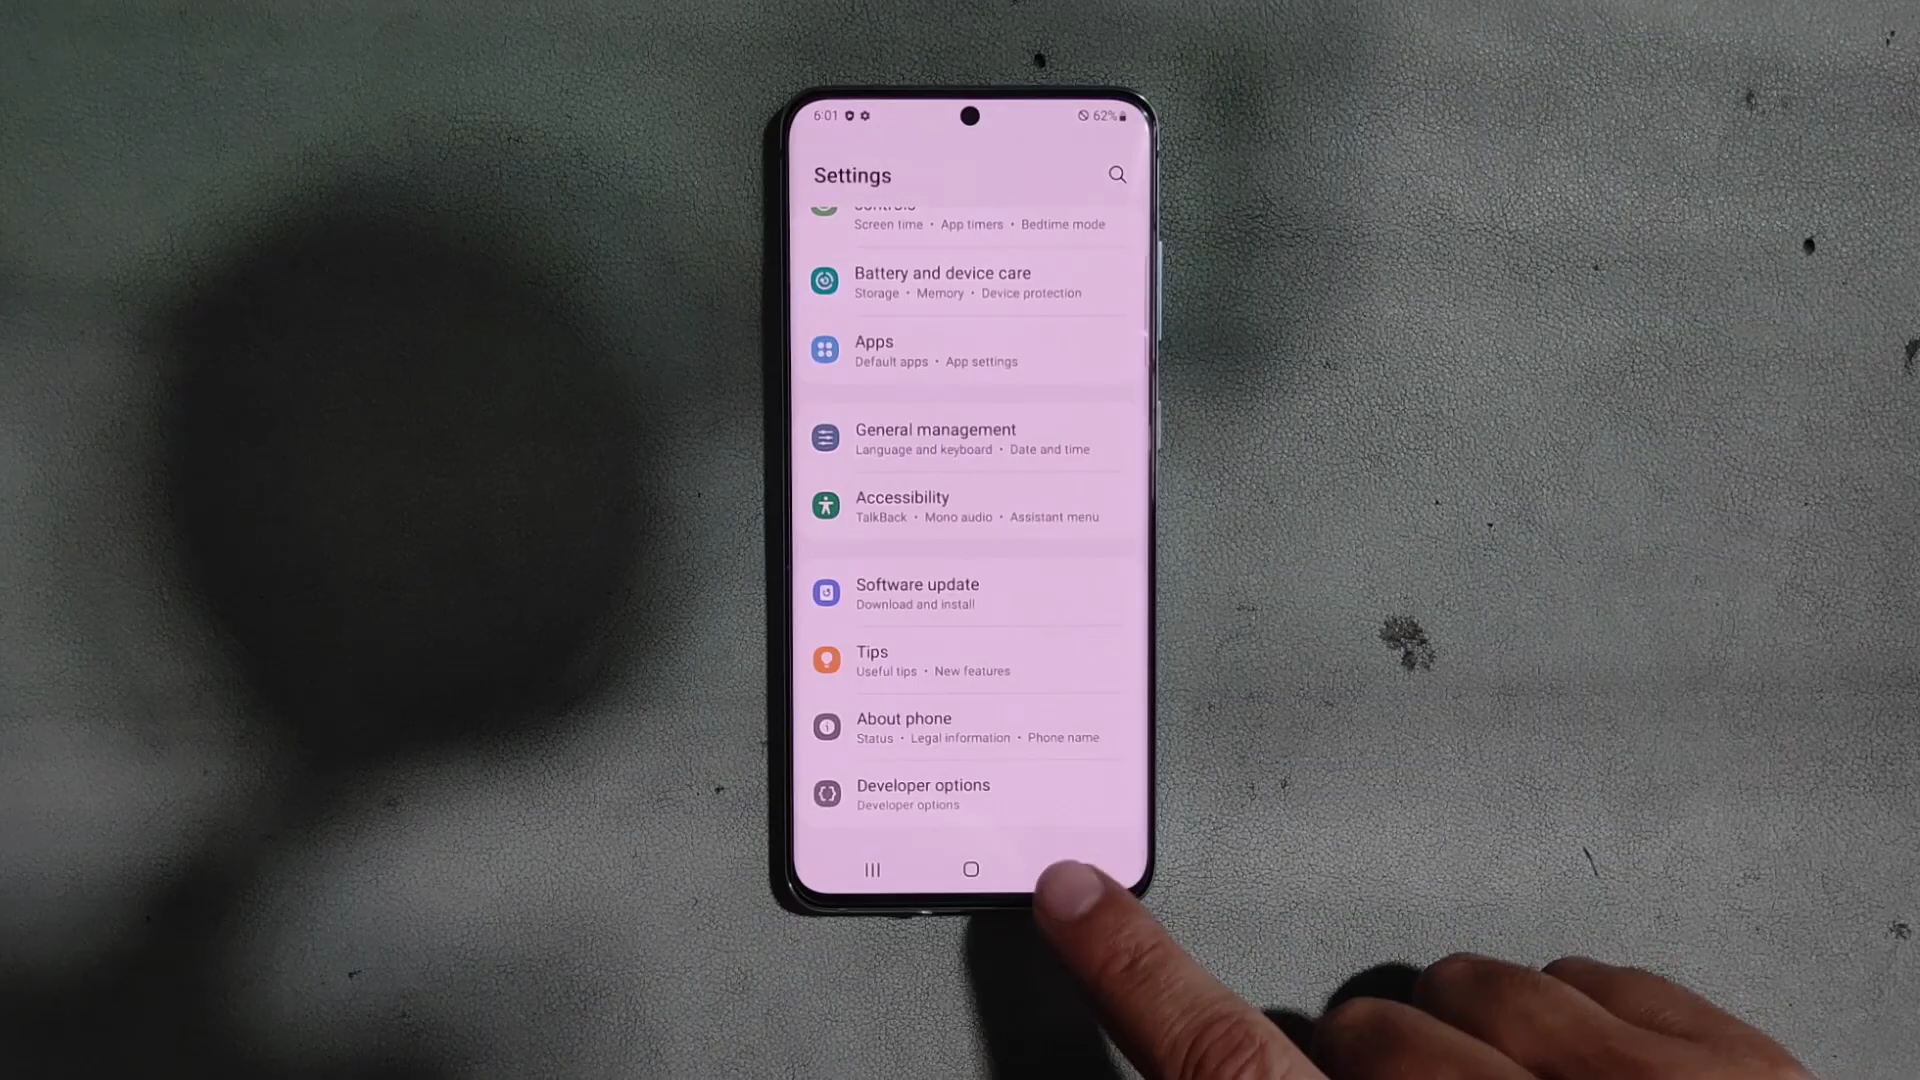 6:01 62%
Settings
Controls
Screen time • App timers • Bedtime mode
Battery and device care
Storage • Memory • Device protection
Apps
Default apps • App settings
General management
Language and keyboard • Date and time
Accessibility
TalkBack • Mono audio • Assistant menu
Software update
Download and install
Tips
Useful tips • New features
About phone
Status • Legal information • Phone name
Developer options
Developer options